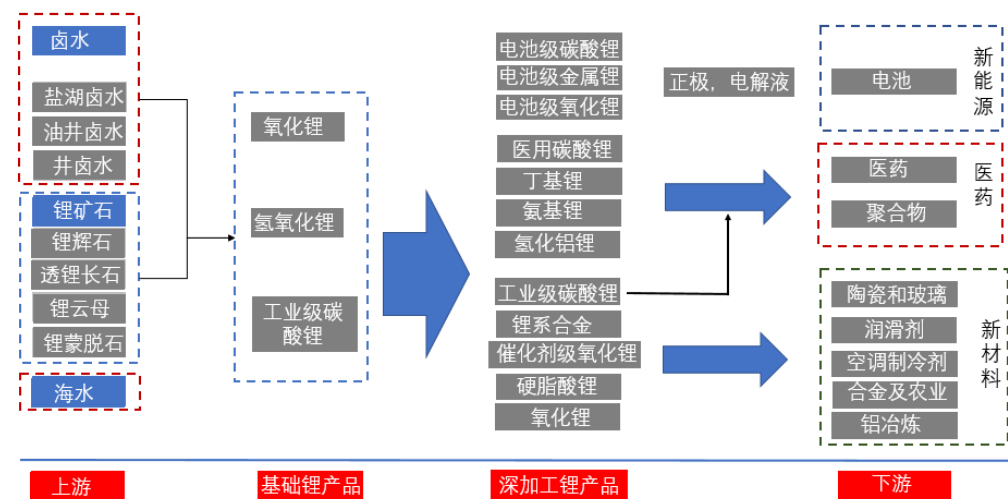 卤水
盐湖卤水
油井卤水
井卤水
锂矿石
锂辉石
透锂长石
锂云母
锂蒙脱石
海水
氧化锂
氢氧化锂
工业级碳
酸锂
电池级碳酸锂
电池级金属锂
电池级氧化锂
医用碳酸锂
丁基锂
氨基锂
氢化铝锂
工业级碳酸锂
锂系合金
催化剂级氧化锂
硬脂酸锂
氧化锂
正极，电解液
电池
新能源
医药
聚合物
医药
陶瓷和玻璃
润滑剂
空调制冷剂
合金及农业
铝冶炼
新材料
上游
基础锂产品
深加工锂产品
下游